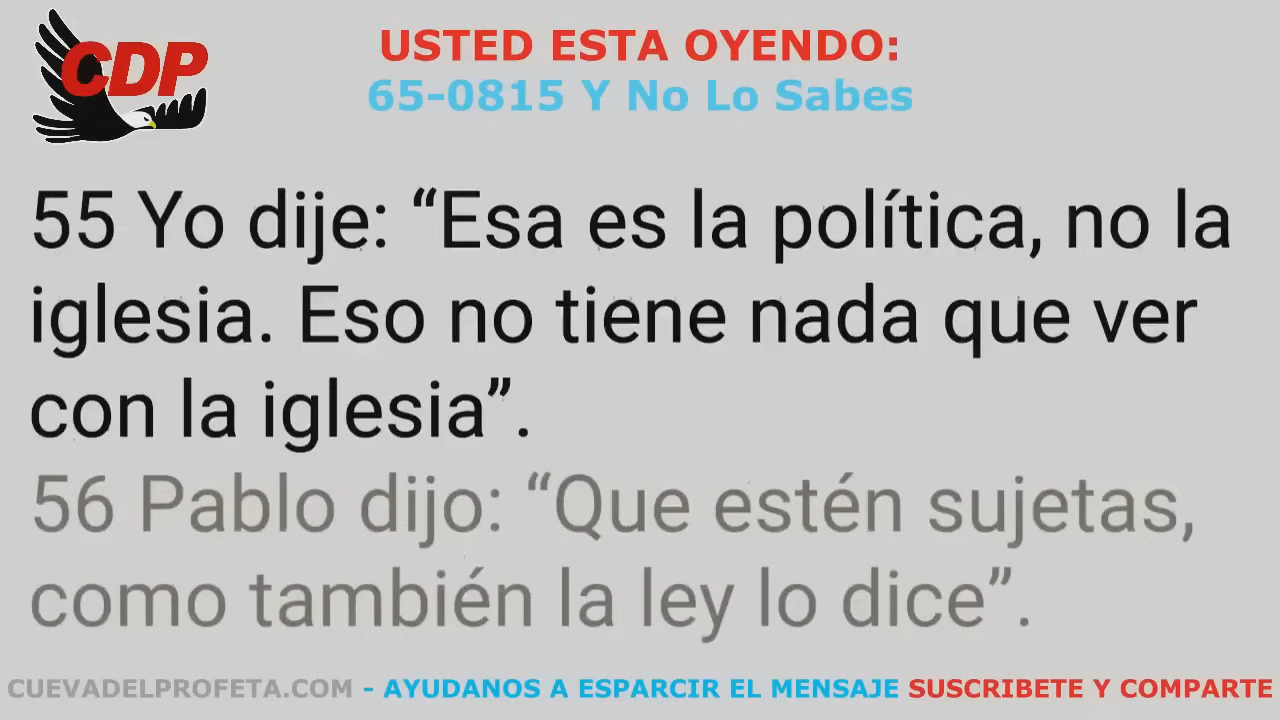 CDP
USTED ESTA OYENDO:
65-0815 Y No Lo Sabes
55 Yo dije: “Esa es la política, no la
iglesia. Eso no tiene nada que ver
con la iglesia”.
56 Pablo dijo: “Que estén sujetas,
como también la ley lo dice”.
CUEVADELPROFETA.COM - AYUDANOS A ESPARCIR EL MENSAJE SUSCRIBETE Y COMPARTE